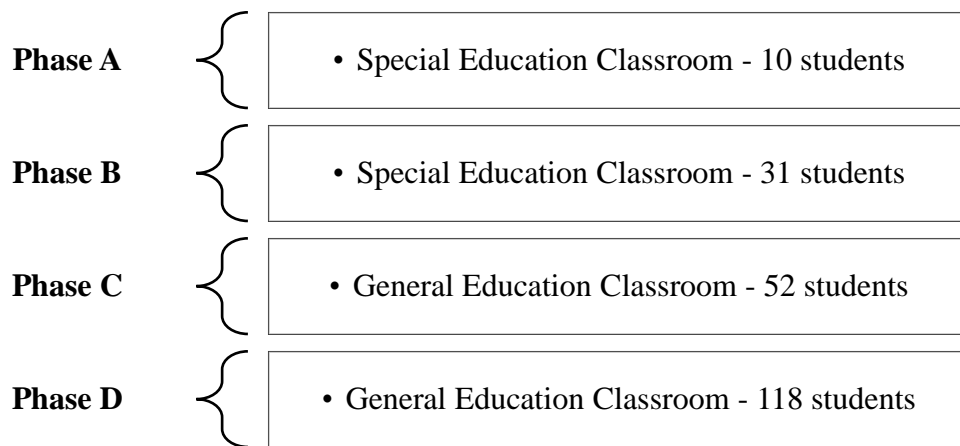 Phase A
• Special Education Classroom - 10 students
Phase B
• Special Education Classroom - 31 students
Phase C
• General Education Classroom - 52 students
Phase D
• General Education Classroom - 118 students